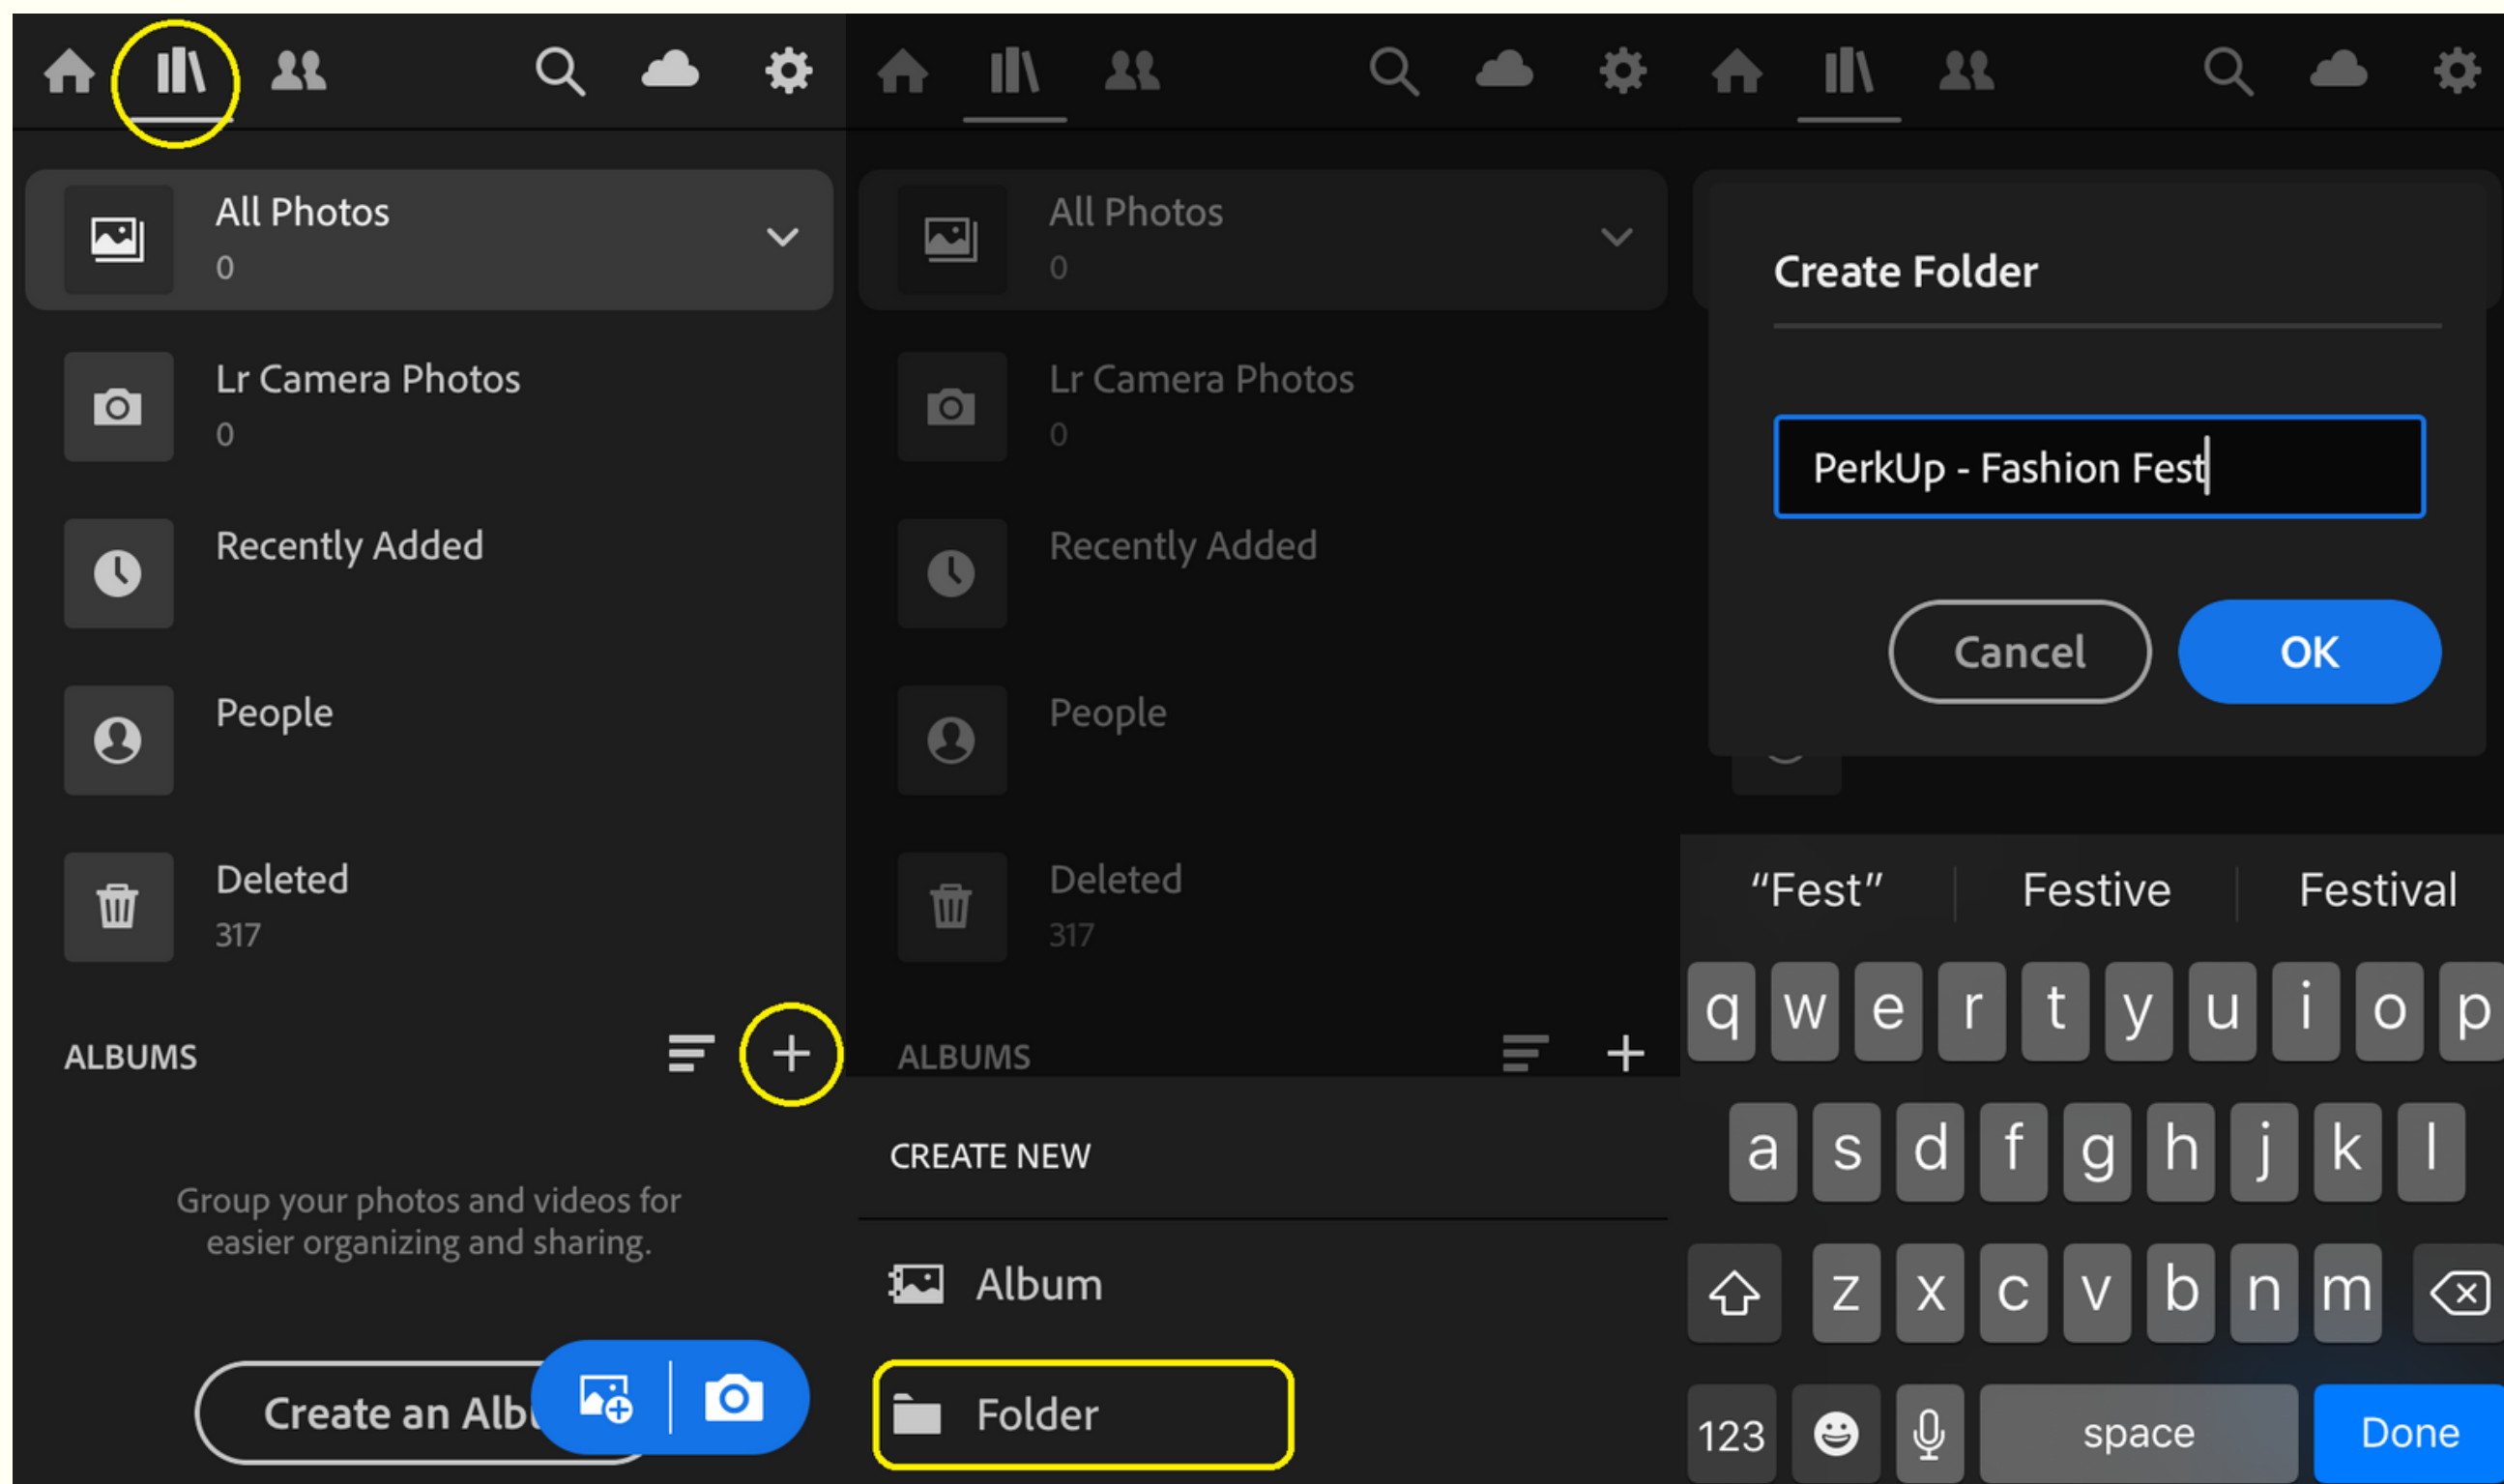 All Photos
0
Lr Camera Photos
0
Recently Added
People
Deleted
317
ALBUMS
Group your photos and videos for
easier organizing and sharing.
Create an Alb
All Photos
0
Lr Camera Photos
0
Recently Added
People
Deleted
317
ALBUMS
CREATE NEW
Album
Folder
Create Folder
PerkUp - Fashion Fest
Cancel OK
“Fest” Festive Festival
q w e r t y u i o p
a s d f g h j k l
z x c v b n m
123 space Done